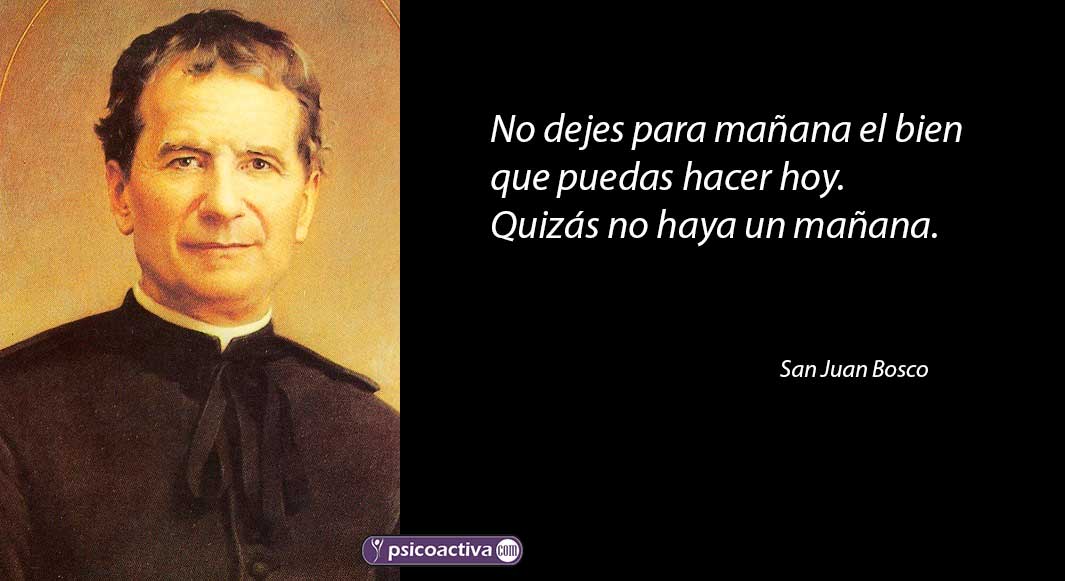 No dejes para mañana el bien
que puedas hacer hoy.
Quizás no haya un mañana.
San Juan Bosco
psicoactiva com